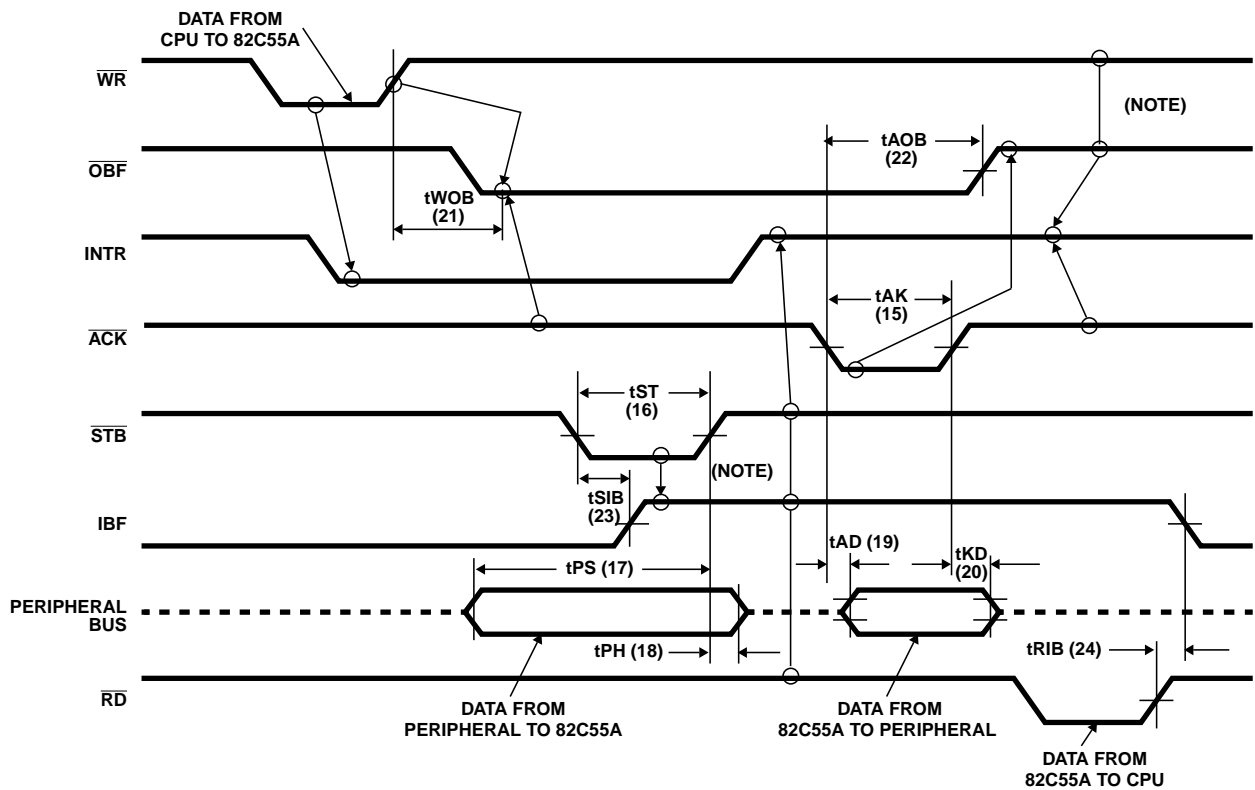 DATA FROM
CPU TO 82C55A
WR
(NOTE)
tAOB
(22)
OBF
tWOB
(21)
INTR
tAK
(15)
ACK
tST
(16)
STB
(NOTE)
tSIB
(23)
IBF
tAD (19)
tKD
(20)
tPS (17)
PERIPHERAL
BUS
tPH (18)
tRIB (24)
RD
DATA FROM
PERIPHERAL TO 82C55A
DATA FROM
82C55A TO PERIPHERAL
DATA FROM
82C55A TO CPU